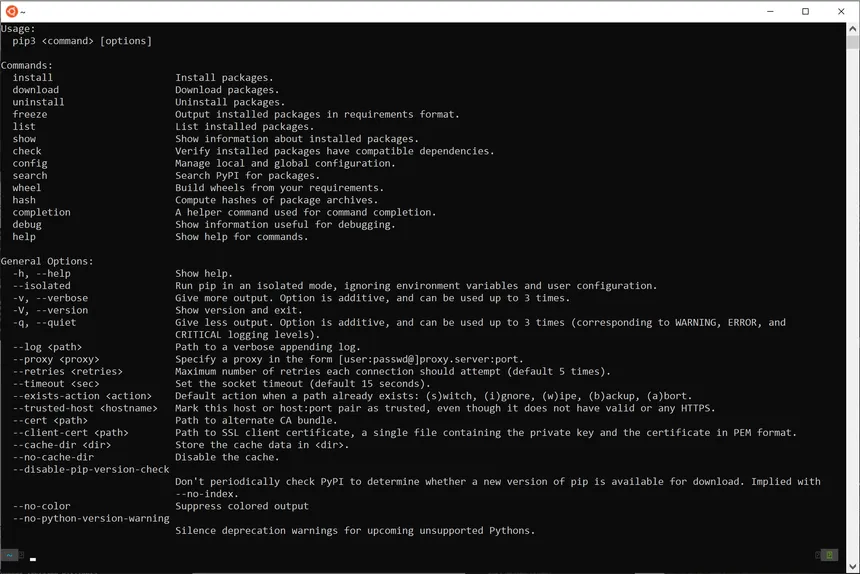 ~
Usage:
pip3 <command> [options]
Commands:
install Install packages.
download Download packages.
uninstall Uninstall packages.
freeze Output installed packages in requirements format.
list List installed packages.
show Show information about installed packages.
check Verify installed packages have compatible dependencies.
config Manage local and global configuration.
search Search PyPI for packages.
wheel Build wheels from your requirements.
hash Compute hashes of package archives.
completion A helper command used for command completion.
debug Show information useful for debugging.
help Show help for commands.
General Options:
-h, --help Show help.
--isolated Run pip in an isolated mode, ignoring environment variables and user configuration.
-v, --verbose Give more output. Option is additive, and can be used up to 3 times.
-V, --version Show version and exit.
-q, --quiet Give less output. Option is additive, and can be used up to 3 times (corresponding to WARNING, ERROR, and
CRITICAL logging levels).
--log <path> Path to a verbose appending log.
--proxy <proxy> Specify a proxy in the form [user:passwd@]proxy.server:port.
--retries <retries> Maximum number of retries each connection should attempt (default 5 times).
--timeout <sec> Set the socket timeout (default 15 seconds).
--exists-action <action> Default action when a path already exists: (s)witch, (i)gnore, (w)ipe, (b)ackup, (a)bort.
--trusted-host <hostname> Mark this host or host:port pair as trusted, even though it does not have valid or any HTTPS.
--cert <path> Path to alternate CA bundle.
--client-cert <path> Path to SSL client certificate, a single file containing the private key and the certificate in PEM format.
--cache-dir <dir> Store the cache data in <dir>.
--no-cache-dir Disable the cache.
--disable-pip-version-check
Don't periodically check PyPI to determine whether a new version of pip is available for download. Implied with
--no-index.
--no-color Suppress colored output
--no-python-version-warning
Silence deprecation warnings for upcoming unsupported Pythons.
~